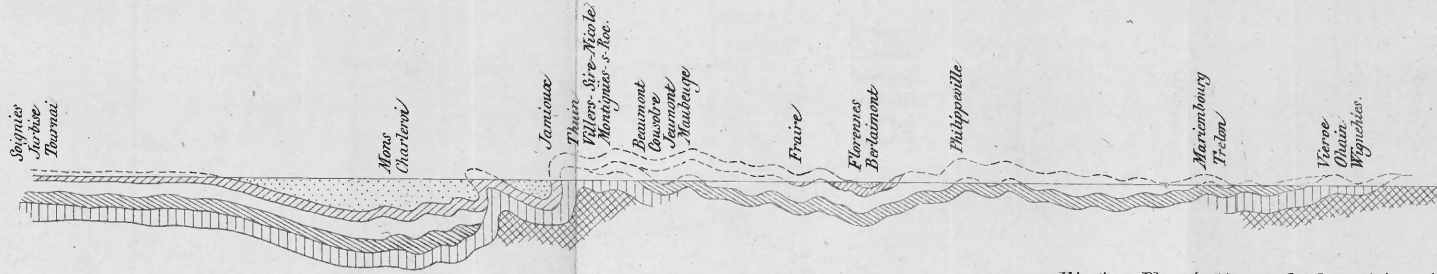 Soignies
Jurbise
Tournai
Mons
Charleroi
Jamioux
Thuin
Villers-Sire-Nicole
Montignies-s-Roc.
Beaumont
Cousolre
Jeumont
Maubeuge
Fraire
Florennes
Berlaimont
Philippeville
Mariembourg
Trelon
Vierve
Ohain
Wignehies.